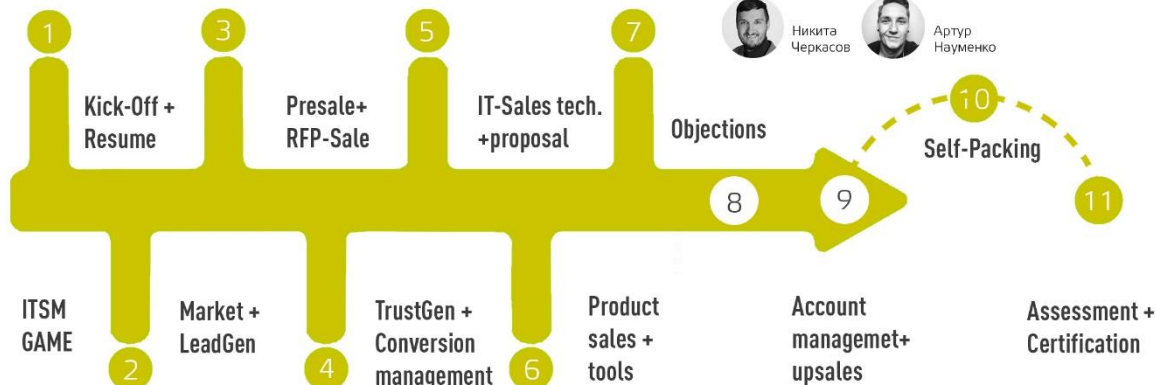 1
3
5
7
Никита
Черкасов
Артур
Науменко
10
Kick-Off +
Resume
Presale+
RFP-Sale
IT-Sales tech.
+proposal
Objections
Self-Packing
8
9
11
ITSM
GAME
Market +
LeadGen
TrustGen +
Conversion
management
Product
sales +
tools
Account
managemet+
upsales
Assessment +
Certification
2
4
6